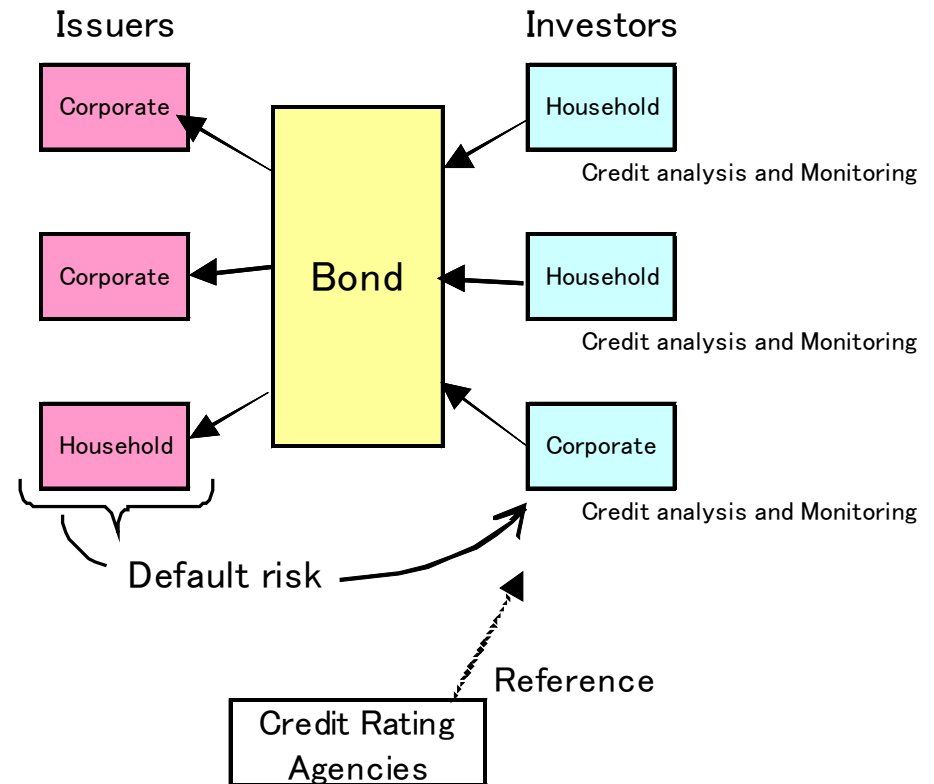 Issuers
Investors
Corporate
Household
Credit analysis and Monitoring
Corporate
Bond
Household
Credit analysis and Monitoring
Household
Corporate
Credit analysis and Monitoring
Default risk
Reference
Credit Rating
Agencies